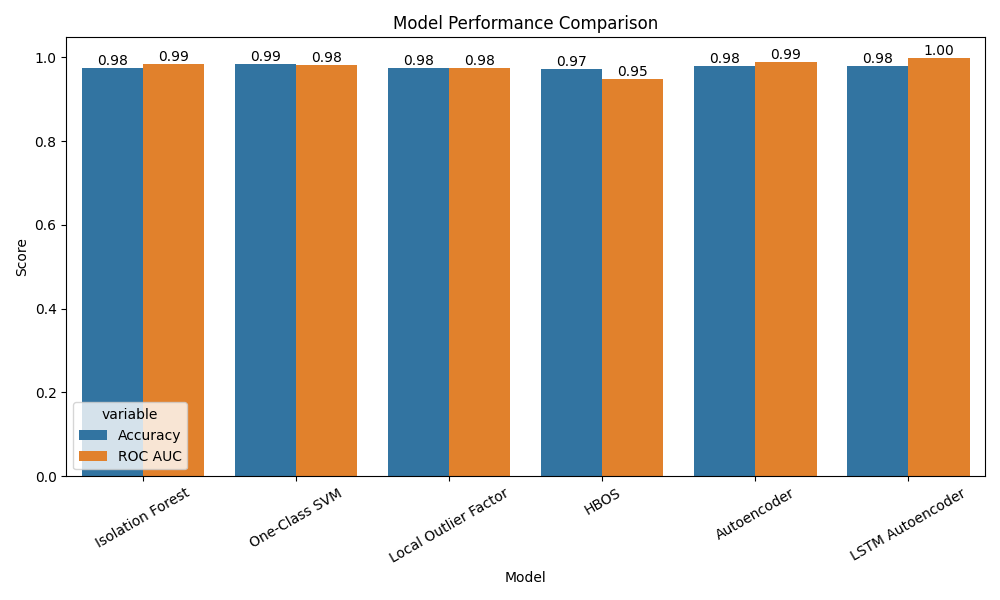 Model Performance Comparison
1.0
0.8
0.6
0.4
0.2
0.0
Score
0.98 0.99 0.99 0.98 0.98 0.98 0.97 0.95 0.98 0.99 0.98 1.00
variable
Accuracy
ROC AUC
Isolation Forest One-Class SVM Local Outlier Factor HBOS Autoencoder LSTM Autoencoder
Model